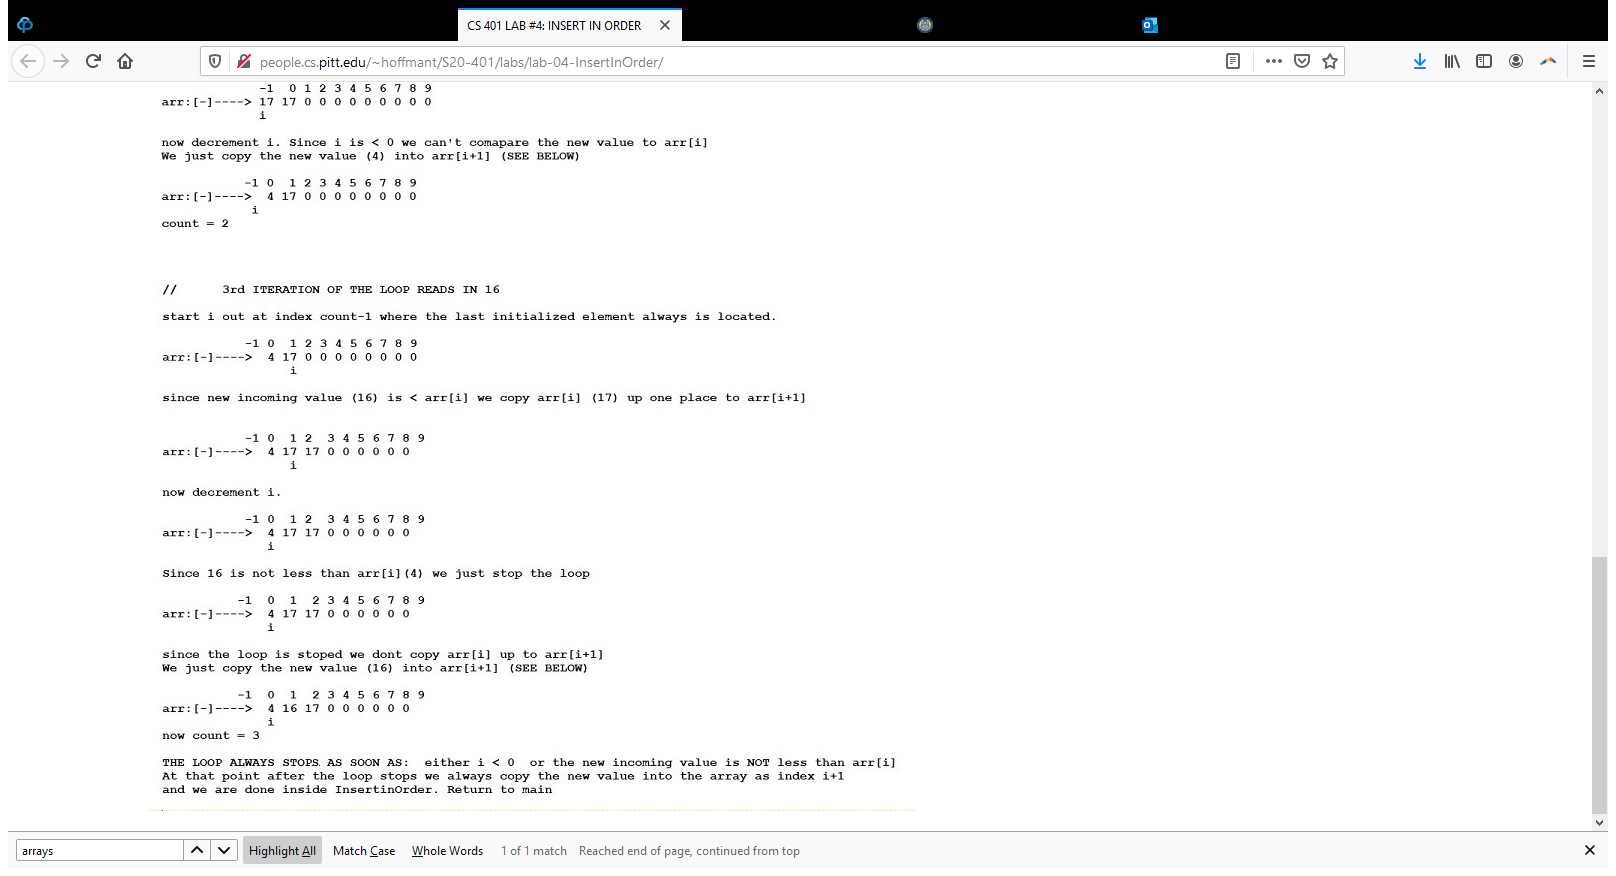 CS 401 LAB #4: INSERT IN ORDER
people.cs.pitt.edu/~hoffmant/S20-401/labs/lab-04-InsertInOrder/
-1 0 1 2 3 4 5 6 7 8 9
arr:[-]----> 17 17 0 0 0 0 0 0 0 0 0
i
now decrement i. Since i is < 0 we can't comapare the new value to arr[i]
We just copy the new value (4) into arr[i+1] (SEE BELOW)
-1 0 1 2 3 4 5 6 7 8 9
arr:[-]----> 4 17 0 0 0 0 0 0 0 0
i
count = 2
// 3rd ITERATION OF THE LOOP READS IN 16
start i out at index count-1 where the last initialized element always is located.
-1 0 1 2 3 4 5 6 7 8 9
arr:[-]----> 4 17 0 0 0 0 0 0 0 0
i
since new incoming value (16) is < arr[i] we copy arr[i] (17) up one place to arr[i+1]
-1 0 1 2 3 4 5 6 7 8 9
arr:[-]----> 4 17 17 0 0 0 0 0 0
i
now decrement i.
-1 0 1 2 3 4 5 6 7 8 9
arr:[-]----> 4 17 17 0 0 0 0 0 0
i
Since 16 is not less than arr[i](4) we just stop the loop
-1 0 1 2 3 4 5 6 7 8 9
arr:[-]----> 4 17 17 0 0 0 0 0 0
i
since the loop is stoped we dont copy arr[i] up to arr[i+1]
We just copy the new value (16) into arr[i+1] (SEE BELOW)
-1 0 1 2 3 4 5 6 7 8 9
arr:[-]----> 4 16 17 0 0 0 0 0 0
i
now count = 3
THE LOOP ALWAYS STOPS AS SOON AS: either i < 0 or the new incoming value is NOT less than arr[i]
At that point after the loop stops we always copy the new value into the array as index i+1
and we are done inside InsertinOrder. Return to main
arrays Highlight All Match Case Whole Words 1 of 1 match Reached end of page, continued from top